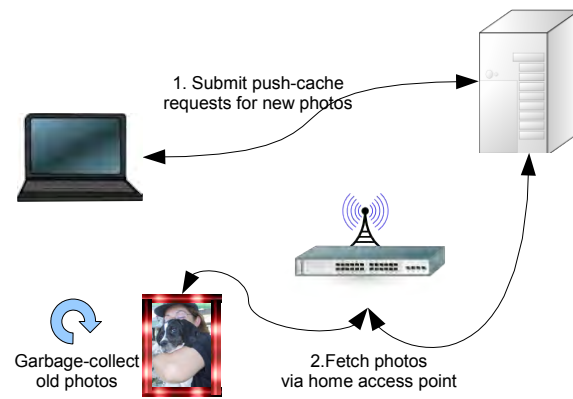 1. Submit push-cache
requests for new photos
Garbage-collect
old photos
2.Fetch photos
via home access point